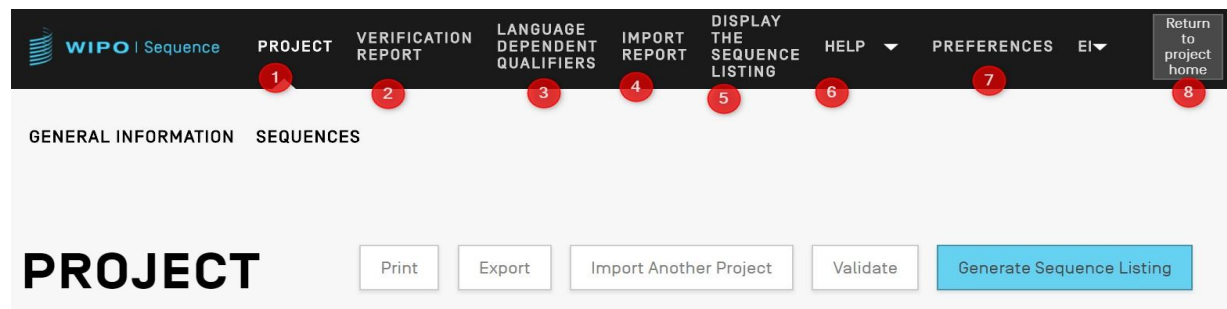 WIPO | Sequence
PROJECT
VERIFICATION
REPORT
LANGUAGE
DEPENDENT
QUALIFIERS
IMPORT
REPORT
DISPLAY
THE
SEQUENCE
LISTING
HELP
PREFERENCES
EI
Return
to
project
home
1
2
3
4
5
6
7
8
GENERAL INFORMATION SEQUENCES
PROJECT
Print
Export
Import Another Project
Validate
Generate Sequence Listing